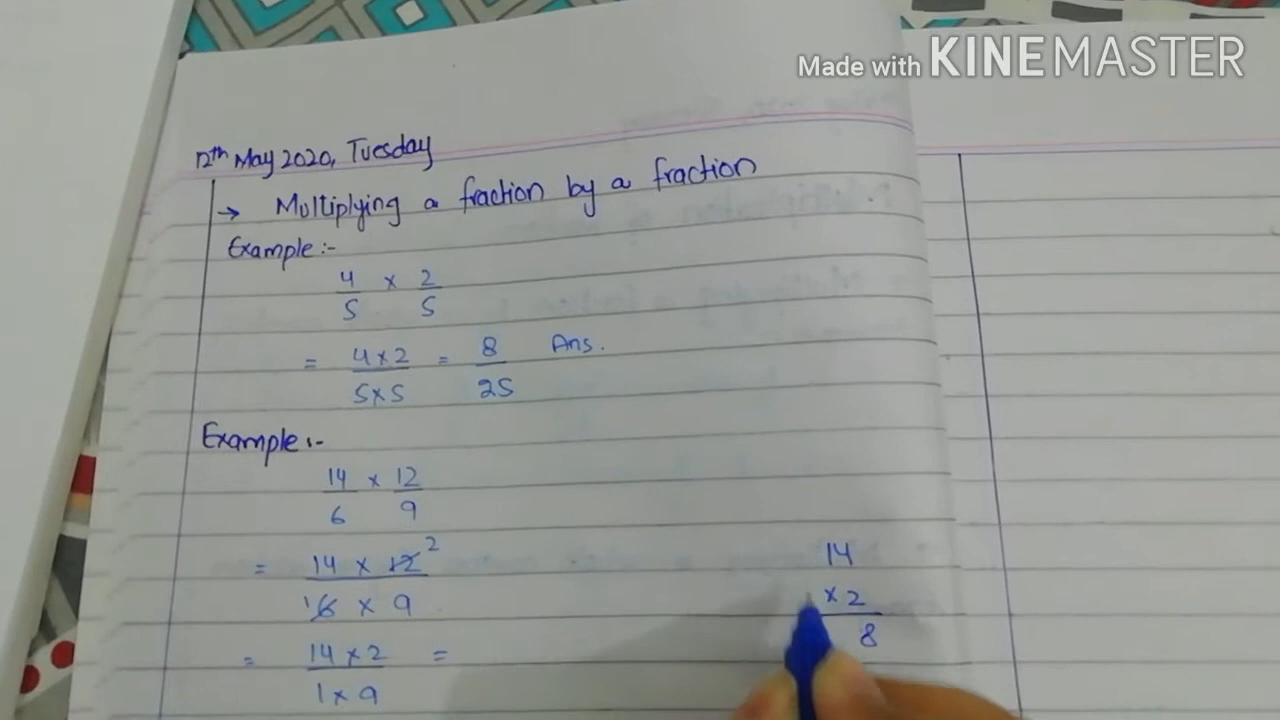 Made with KINEMASTER
12th May 2020, Tuesday
→ Multiplying a fraction by a fraction
Example :-
4 × 2
5 5
= 4×2 = 8 Ans.
5×5 25
Example :-
14 × 12
6 9
= 14 × 12 2
1 6 × 9
= 14×2 =
1×9
14
×2
8